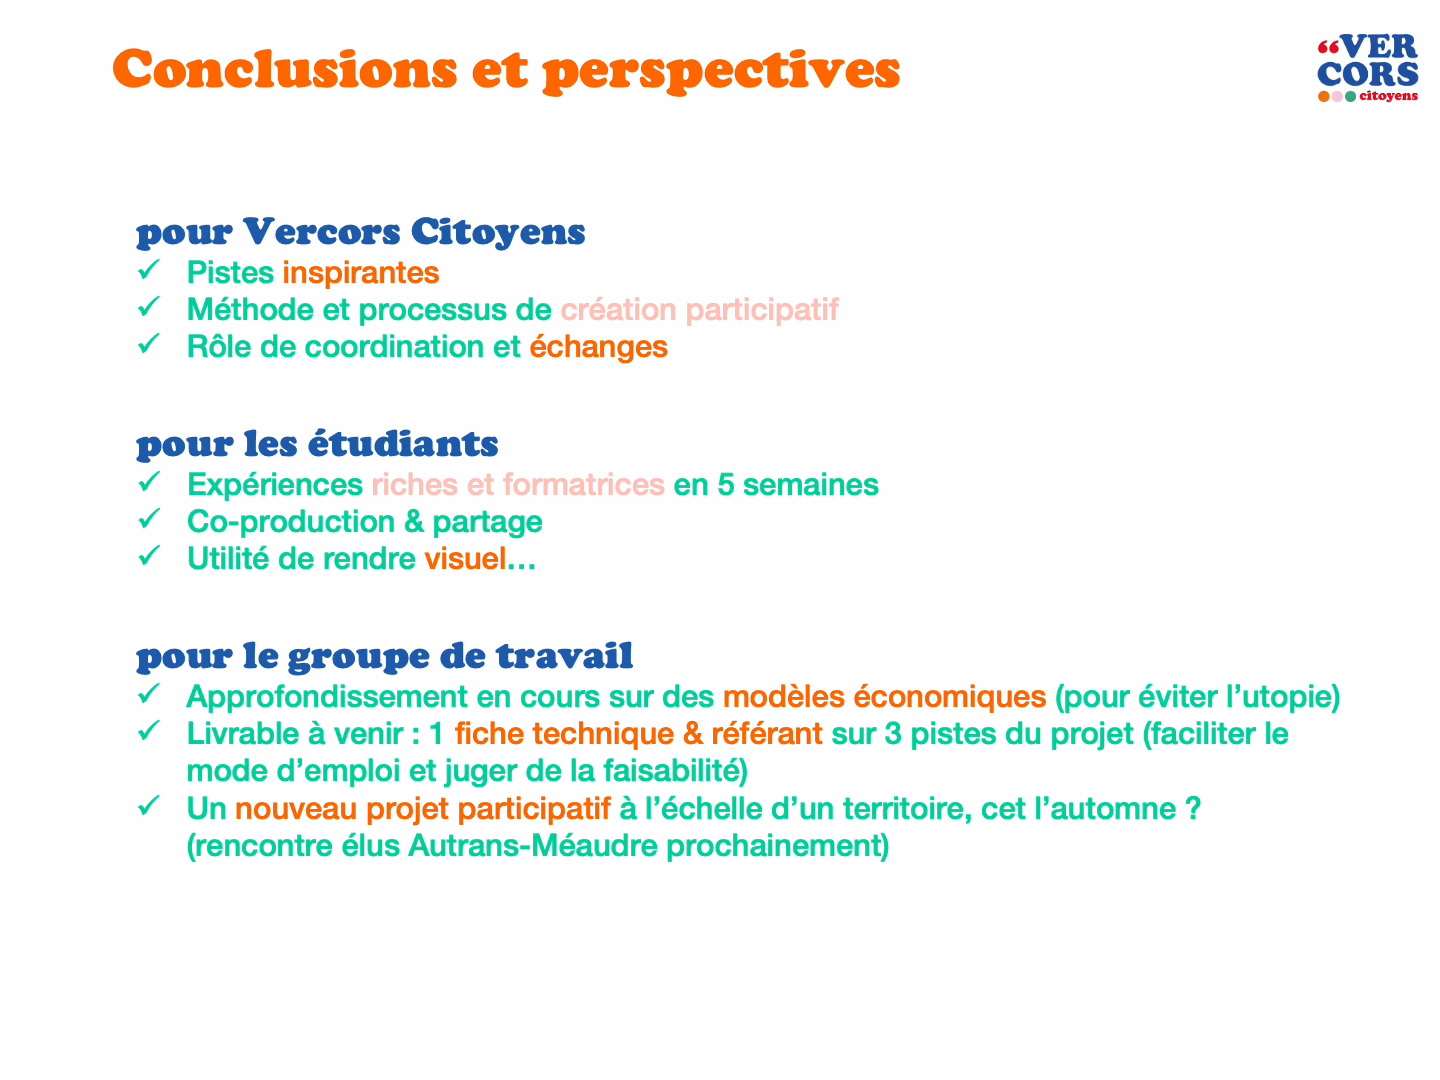 Conclusions et perspectives
“VER
CORS
citoyens
pour Vercors Citoyens
✓ Pistes inspirantes
✓ Méthode et processus de création participatif
✓ Rôle de coordination et échanges
pour les étudiants
✓ Expériences riches et formatrices en 5 semaines
✓ Co-production & partage
✓ Utilité de rendre visuel…
pour le groupe de travail
✓ Approfondissement en cours sur des modèles économiques (pour éviter l’utopie)
✓ Livrable à venir : 1 fiche technique & référant sur 3 pistes du projet (faciliter le
mode d’emploi et juger de la faisabilité)
✓ Un nouveau projet participatif à l’échelle d’un territoire, cet l’automne ?
(rencontre élus Autrans-Méaudre prochainement)